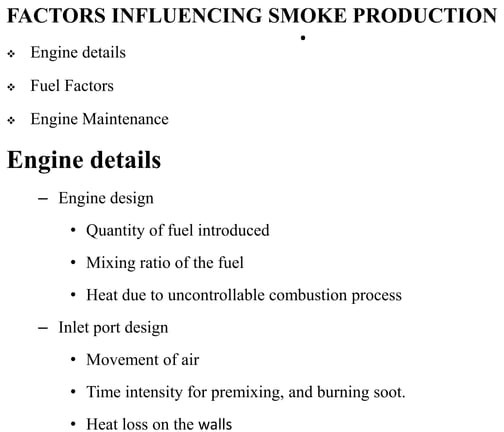 FACTORS INFLUENCING SMOKE PRODUCTION
•
❖ Engine details
❖ Fuel Factors
❖ Engine Maintenance
Engine details
– Engine design
• Quantity of fuel introduced
• Mixing ratio of the fuel
• Heat due to uncontrollable combustion process
– Inlet port design
• Movement of air
• Time intensity for premixing, and burning soot.
• Heat loss on the walls